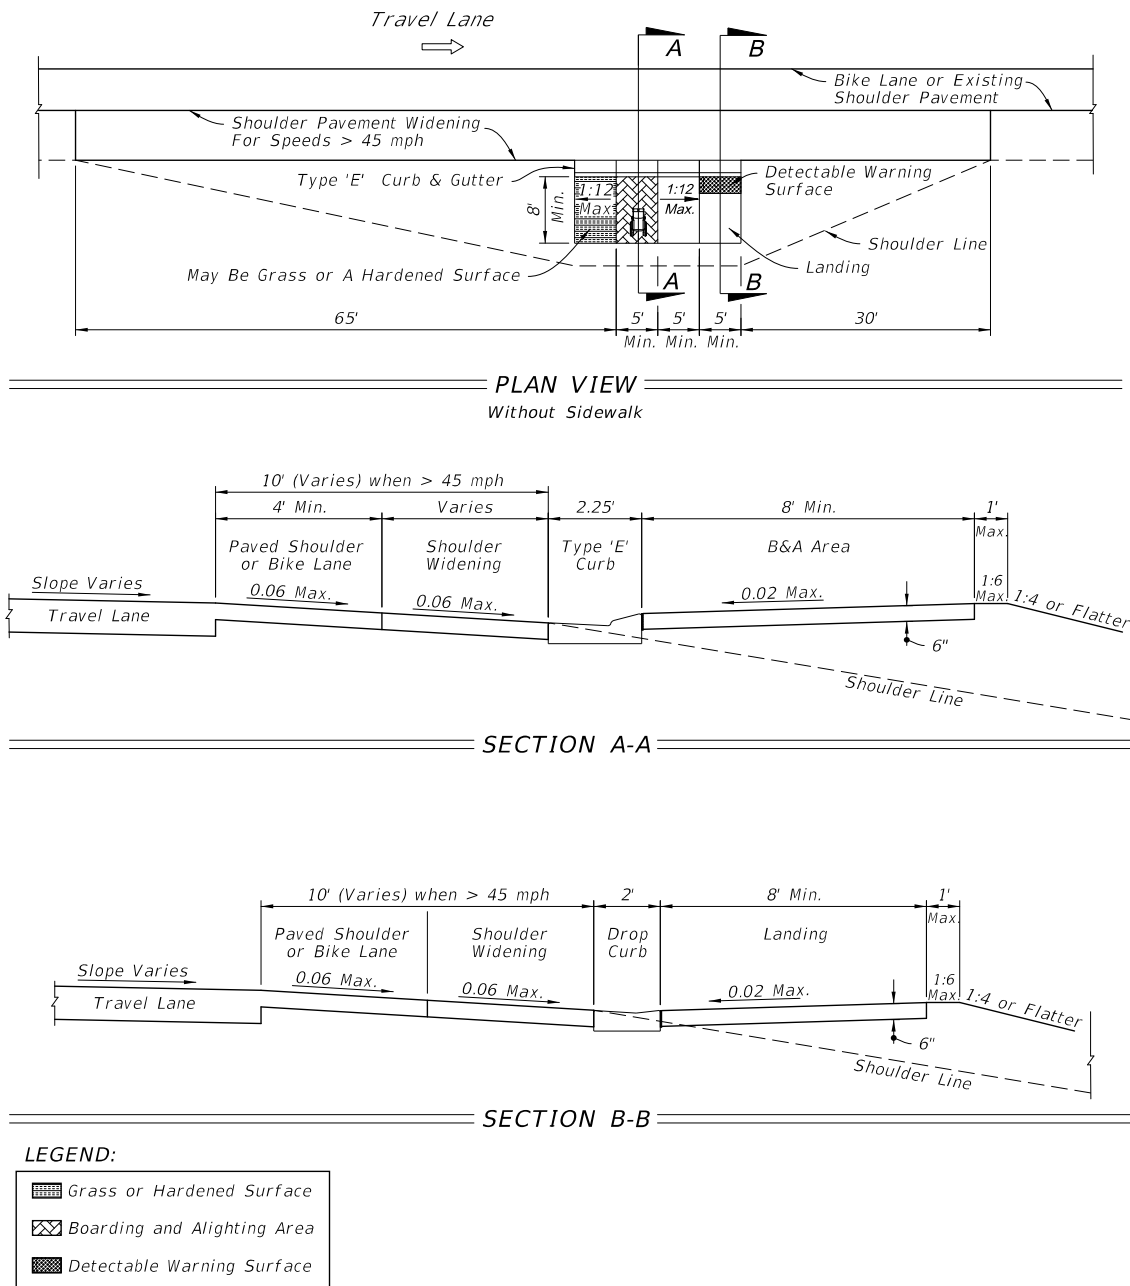 Travel Lane
A
B
Bike Lane or Existing
Shoulder Pavement
Shoulder Pavement Widening
For Speeds > 45 mph
Type 'E' Curb & Gutter
Detectable Warning
Surface
8'
Min.
1:12
Max
1:12
Max.
Shoulder Line
May Be Grass or A Hardened Surface
Landing
A
B
65'
5'
5'
5'
30'
Min.
Min.
Min.
PLAN VIEW
Without Sidewalk
10' (Varies) when > 45 mph
4' Min.
Varies
2.25'
8' Min.
1'
Max.
Paved Shoulder
or Bike Lane
Shoulder
Widening
Type 'E'
Curb
B&A Area
Slope Varies
0.06 Max.
0.06 Max.
0.02 Max.
1:6
Max.
1:4 or Flatter
Travel Lane
6"
Shoulder Line
SECTION A-A
10' (Varies) when > 45 mph
2'
8' Min.
1'
Max.
Paved Shoulder
or Bike Lane
Shoulder
Widening
Drop
Curb
Landing
Slope Varies
0.06 Max.
0.06 Max.
0.02 Max.
1:6
Max.
1:4 or Flatter
Travel Lane
6"
Shoulder Line
SECTION B-B
LEGEND:
Grass or Hardened Surface
Boarding and Alighting Area
Detectable Warning Surface